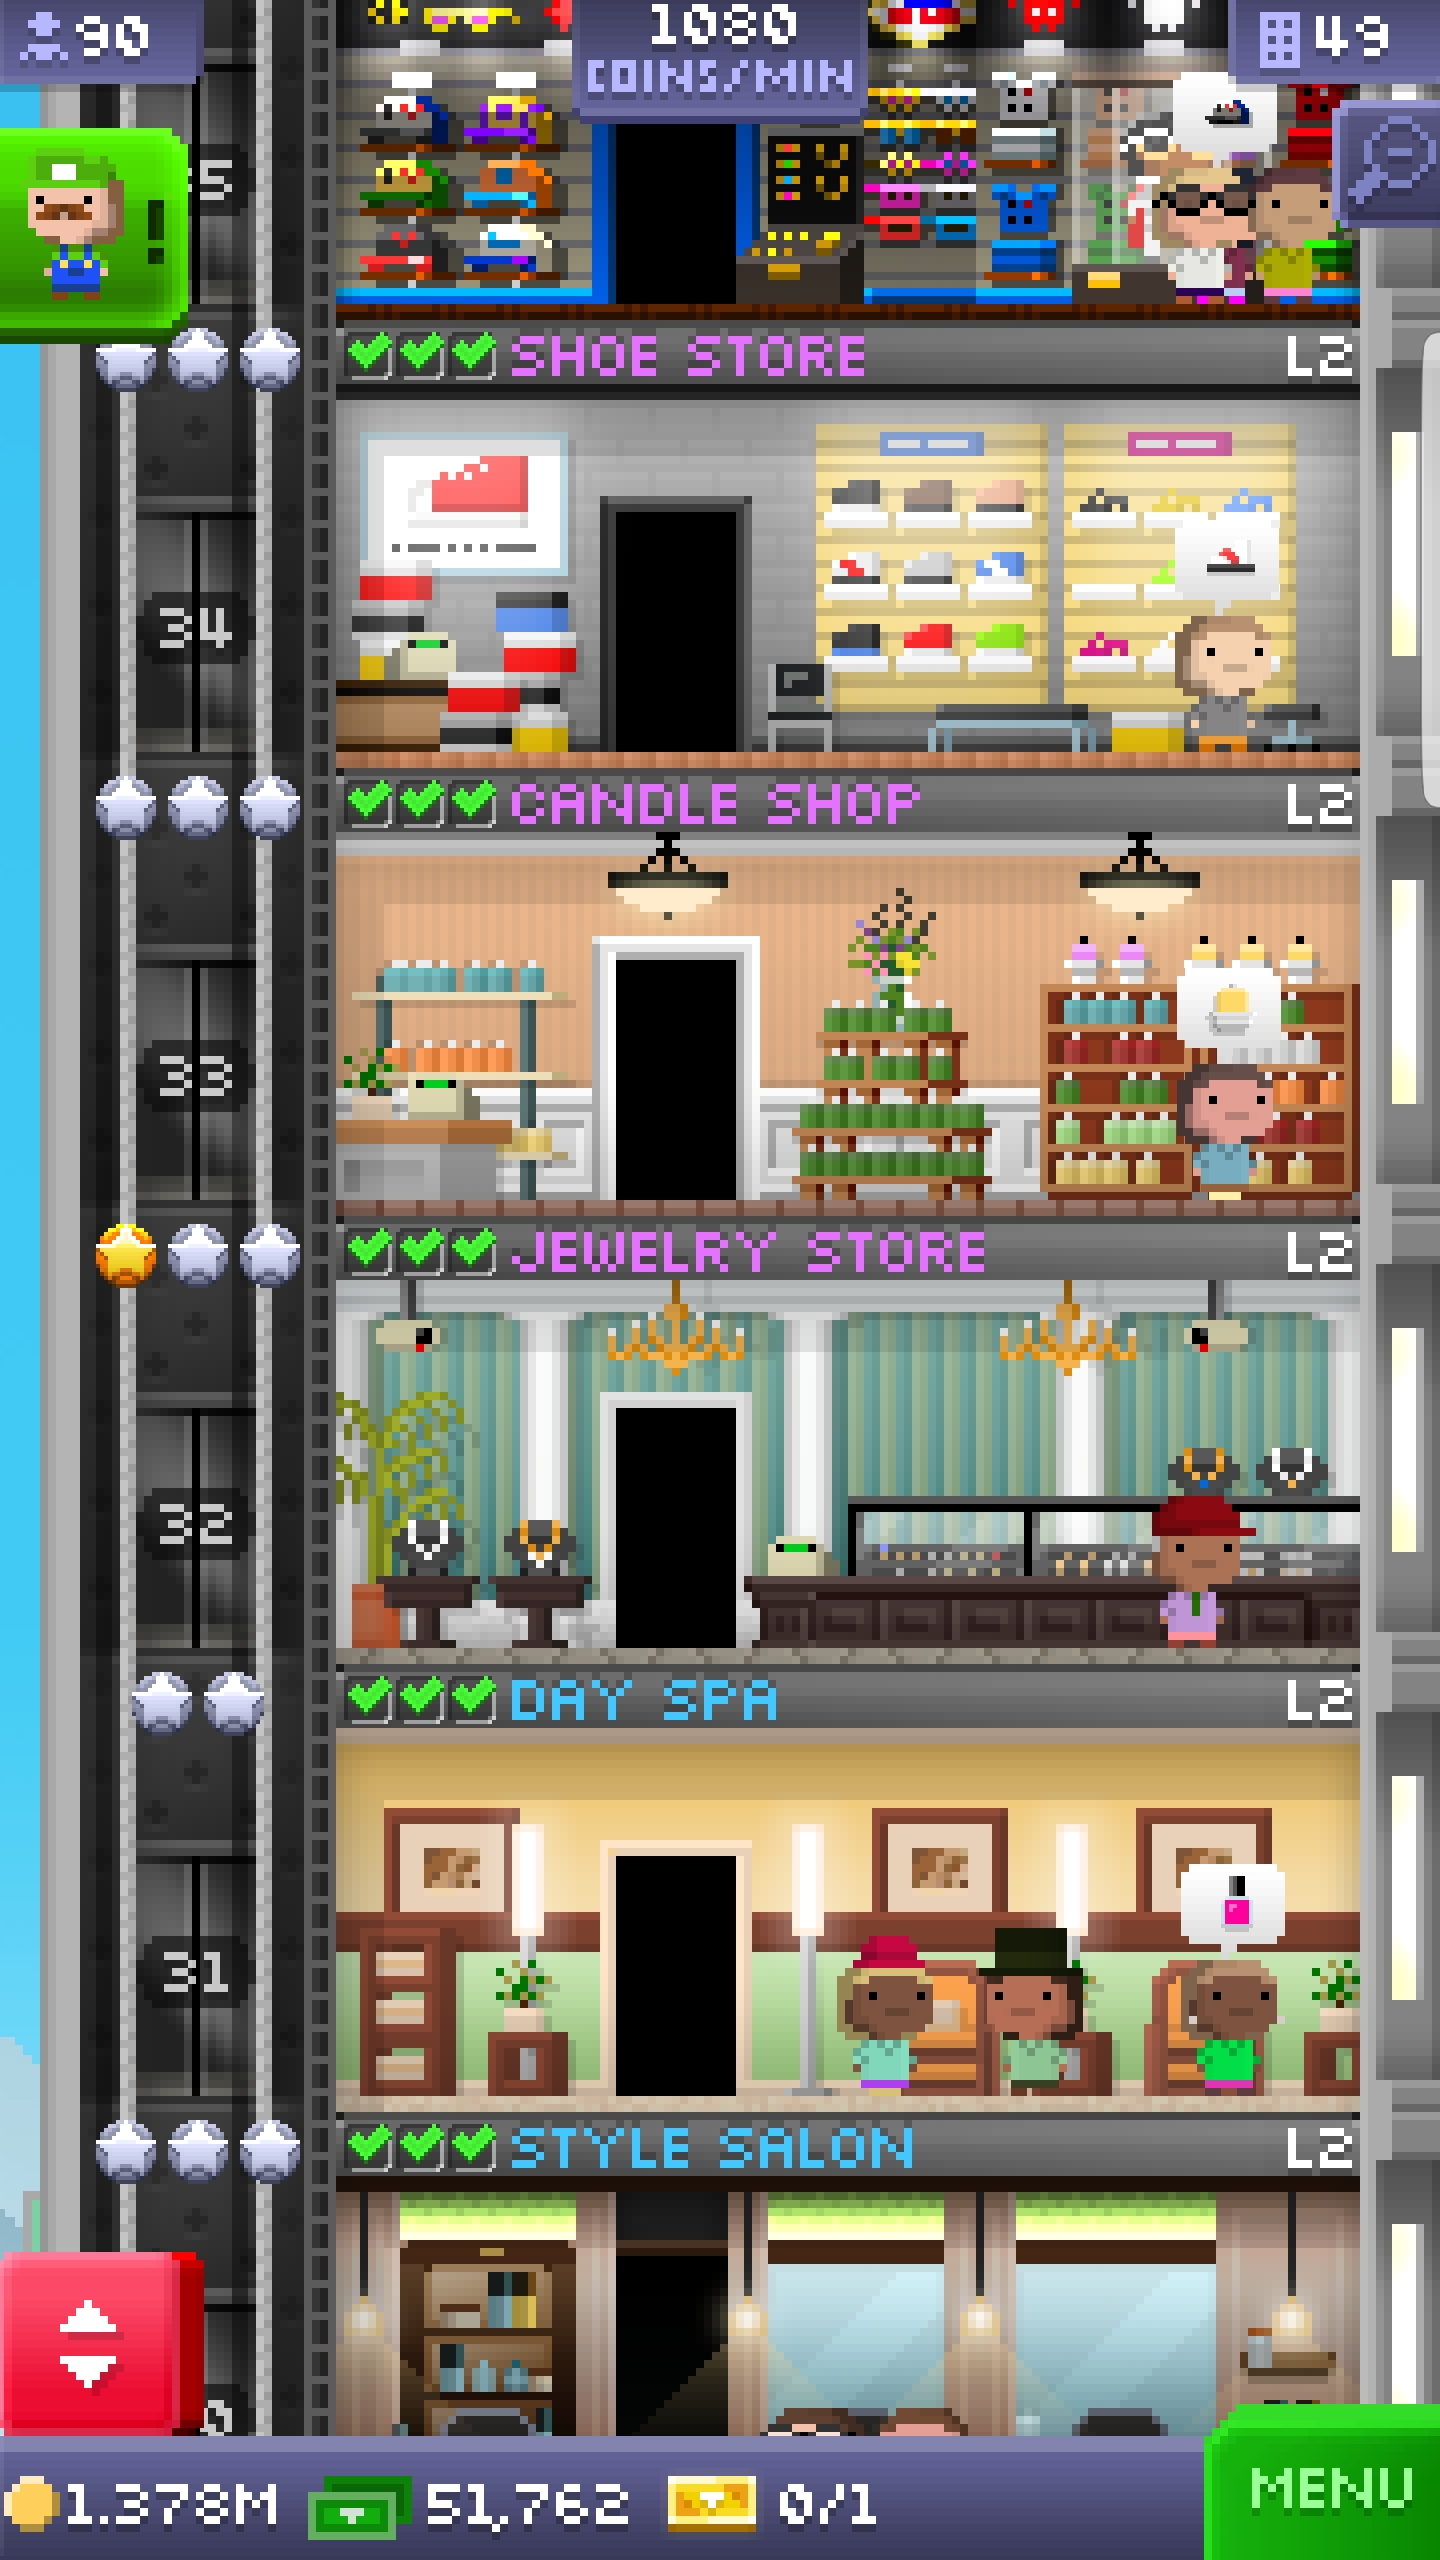 90
1080
COINS/MIN
49
SHOE STORE L2
34
CANDLE SHOP L2
33
JEWELRY STORE L2
32
DAY SPA L2
31
STYLE SALON L2
1.378M 51,762 0/1 MENU